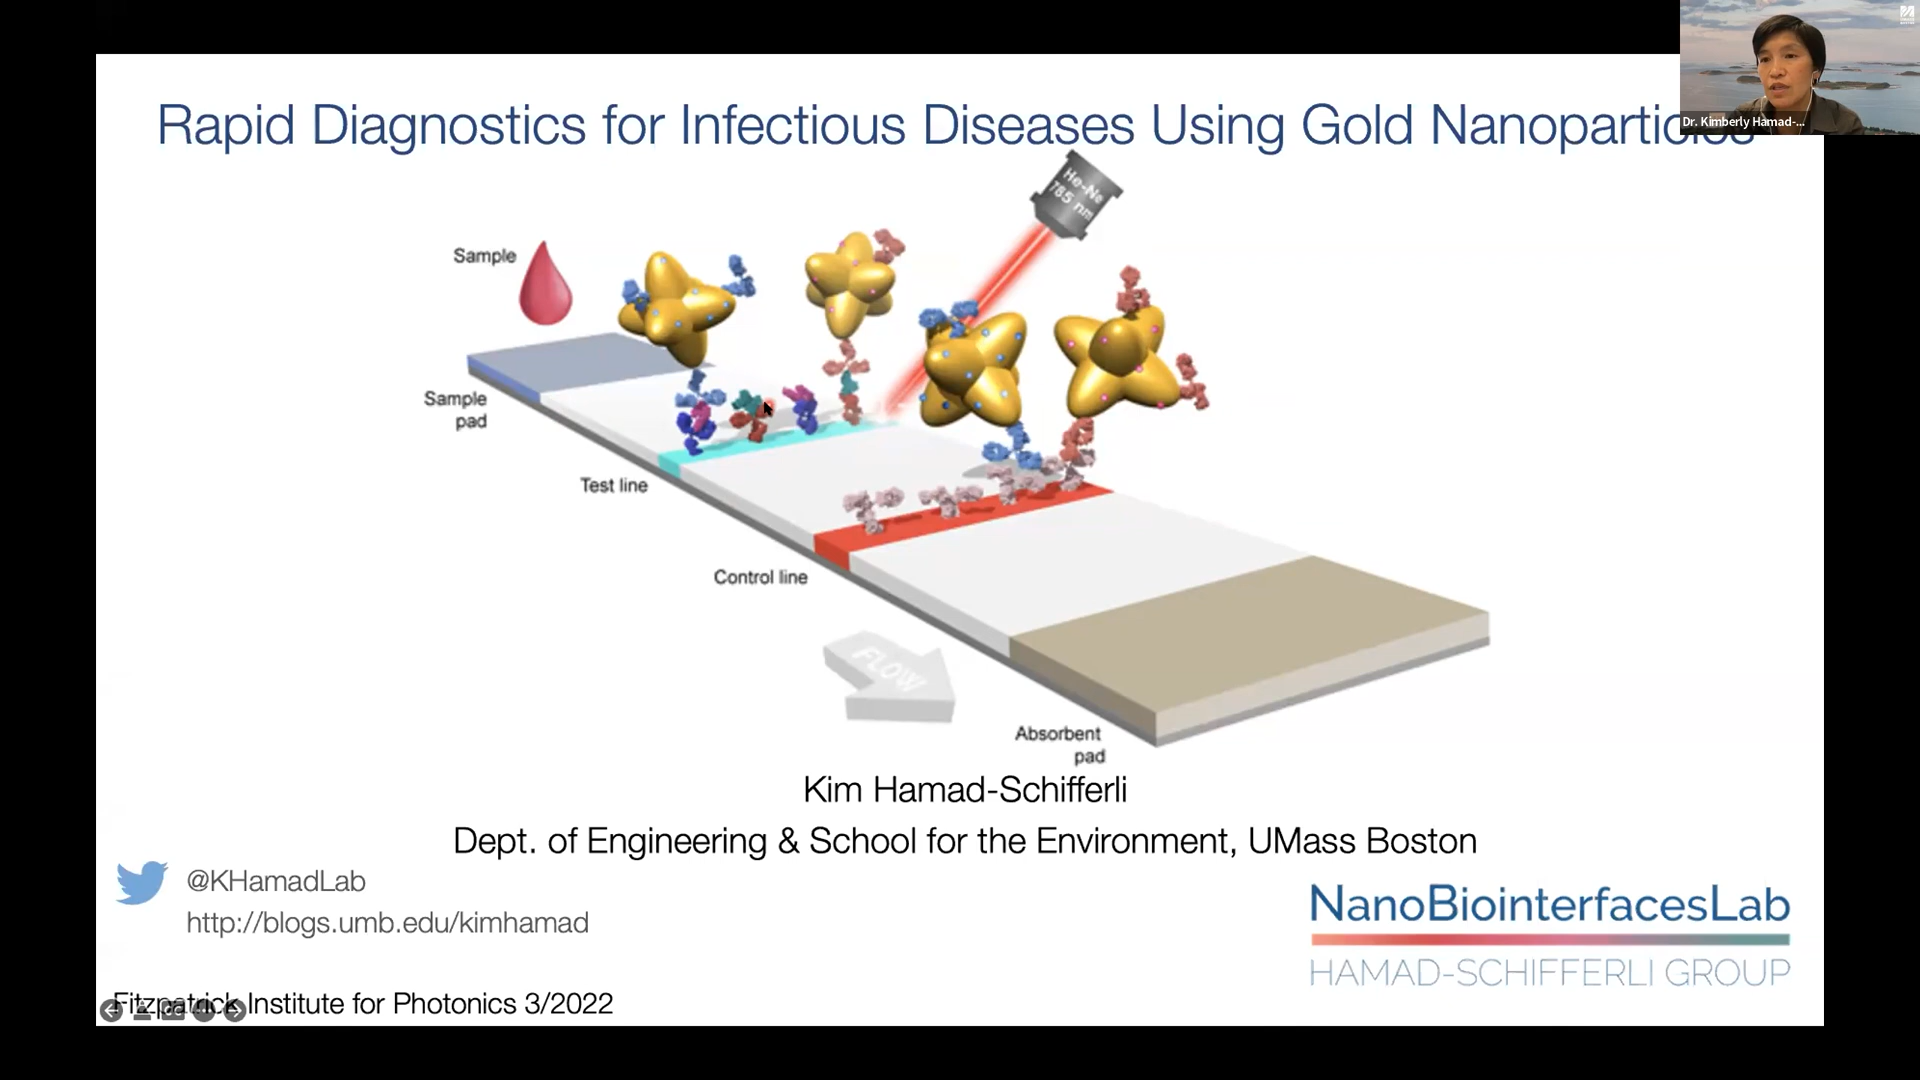 Rapid Diagnostics for Infectious Diseases Using Gold Nanoparticles
Dr. Kimberly Hamad-...
He-Ne
785 nm
Sample
Sample
pad
Test line
Control line
FLOW
Absorbent
pad
Kim Hamad-Schifferli
Dept. of Engineering & School for the Environment, UMass Boston
@KHamadLab
http://blogs.umb.edu/kimhamad
NanoBiointerfacesLab
HAMAD-SCHIFFERLI GROUP
Fitzpatrick Institute for Photonics 3/2022